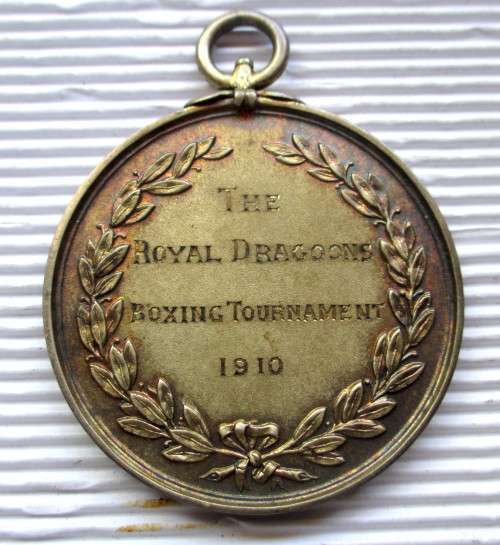 THE
ROYAL DRAGOONS
BOXING TOURNAMENT
1910